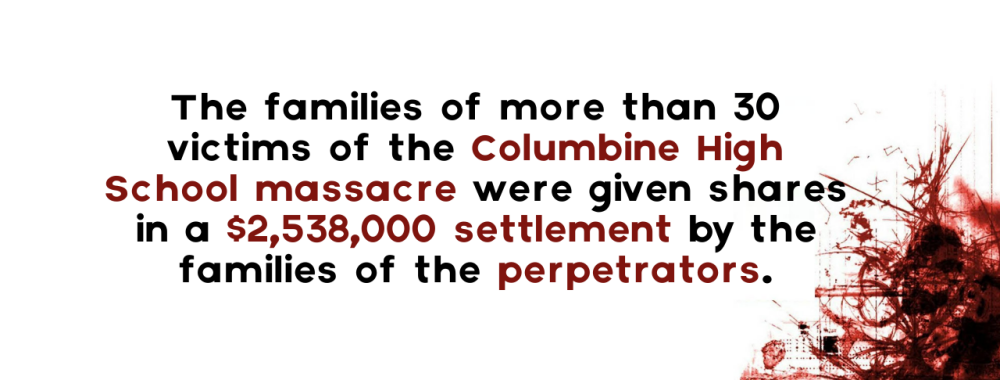 The families of more than 30
victims of the Columbine High
School massacre were given shares
in a $2,538,000 settlement by the
families of the perpetrators.